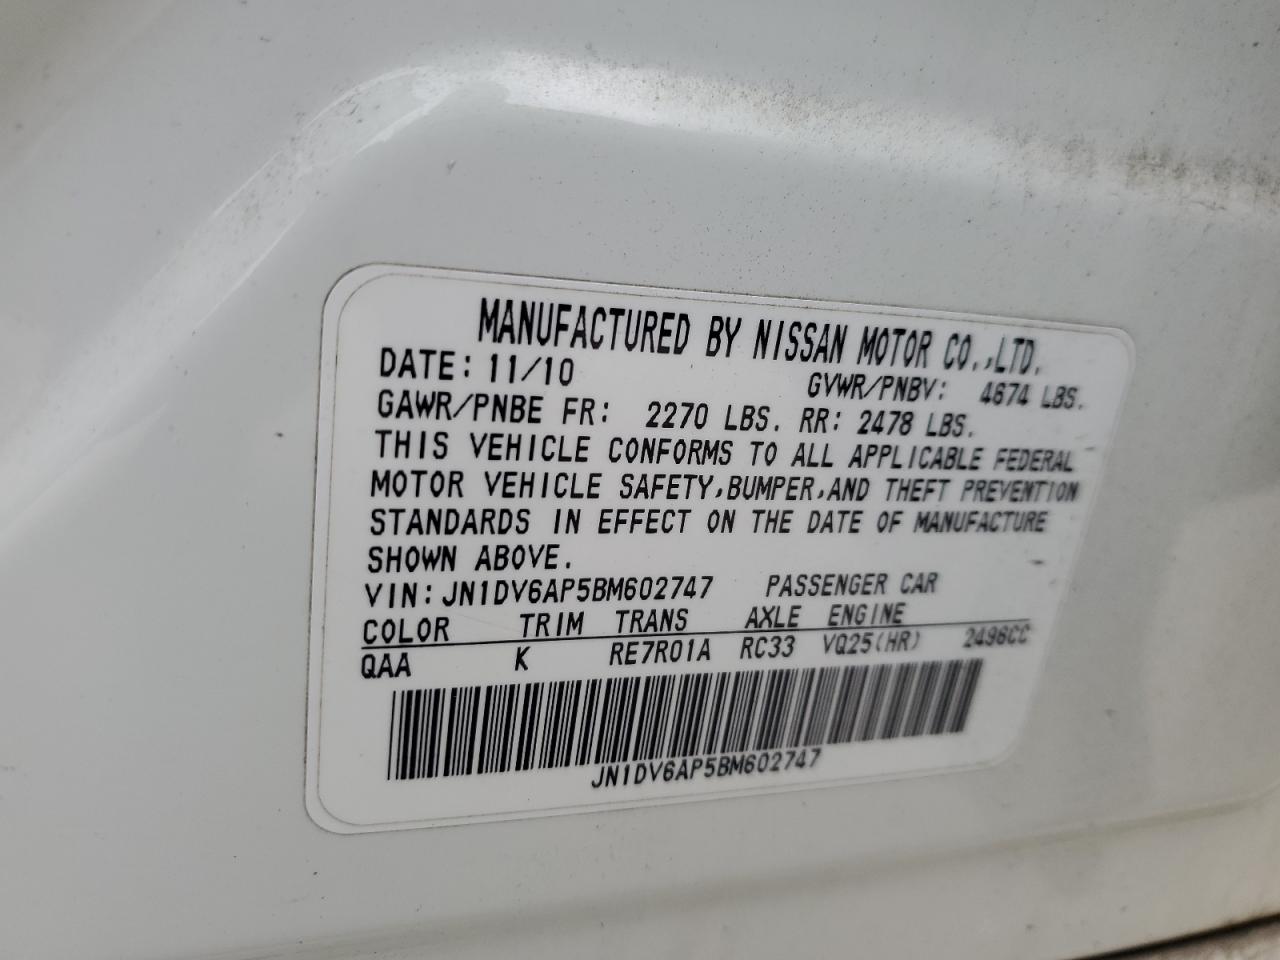 MANUFACTURED BY NISSAN MOTOR CO.,LTD.
DATE: 11/10 GVWR/PNBV: 4674 LBS.
GAWR/PNBE FR: 2270 LBS. RR: 2478 LBS.
THIS VEHICLE CONFORMS TO ALL APPLICABLE FEDERAL
MOTOR VEHICLE SAFETY,BUMPER,AND THEFT PREVENTION
STANDARDS IN EFFECT ON THE DATE OF MANUFACTURE
SHOWN ABOVE.
VIN: JN1DV6AP5BM602747 PASSENGER CAR
COLOR TRIM TRANS AXLE ENGINE
QAA K RE7R01A RC33 VQ25(HR) 2496CC
JN1DV6AP5BM602747